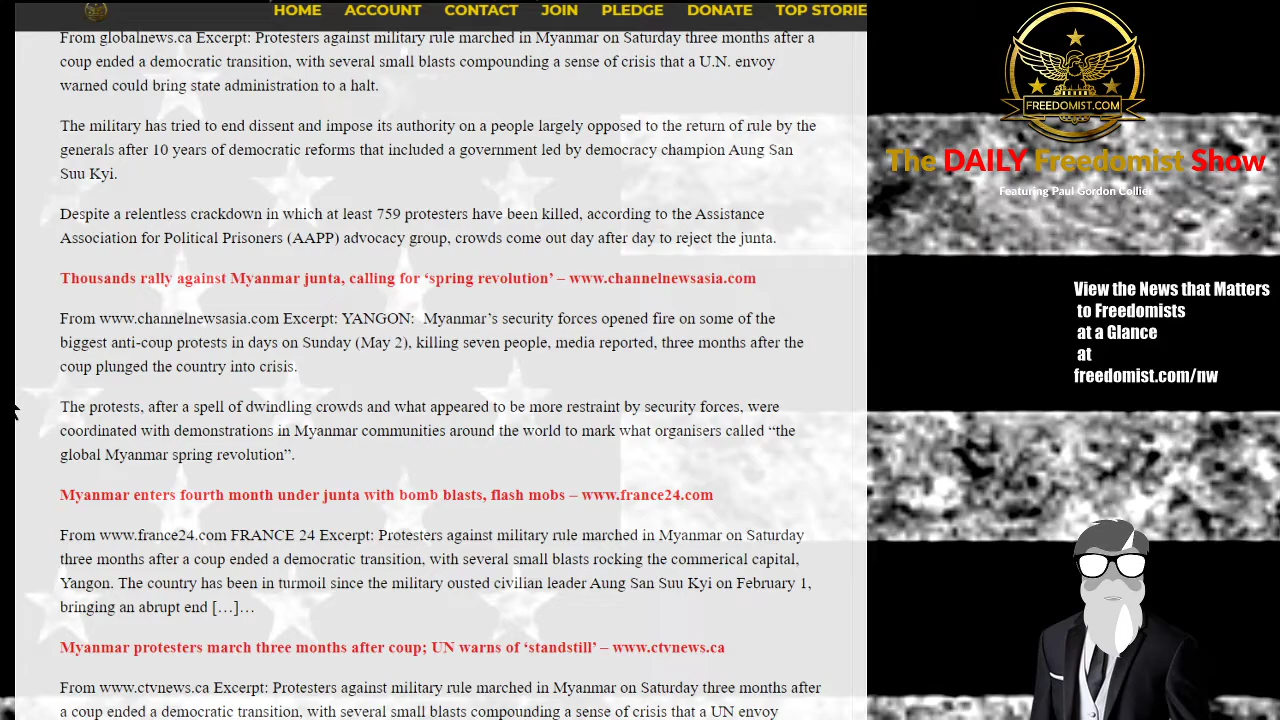 HOME ACCOUNT CONTACT JOIN PLEDGE DONATE TOP STORIE
From globalnews.ca Excerpt: Protesters against military rule marched in Myanmar on Saturday three months after a
coup ended a democratic transition, with several small blasts compounding a sense of crisis that a U.N. envoy
warned could bring state administration to a halt.
The military has tried to end dissent and impose its authority on a people largely opposed to the return of rule by the
generals after 10 years of democratic reforms that included a government led by democracy champion Aung San
Suu Kyi.
Despite a relentless crackdown in which at least 759 protesters have been killed, according to the Assistance
Association for Political Prisoners (AAPP) advocacy group, crowds come out day after day to reject the junta.
Thousands rally against Myanmar junta, calling for ‘spring revolution’ – www.channelnewsasia.com
From www.channelnewsasia.com Excerpt: YANGON: Myanmar’s security forces opened fire on some of the
biggest anti-coup protests in days on Sunday (May 2), killing seven people, media reported, three months after the
coup plunged the country into crisis.
The protests, after a spell of dwindling crowds and what appeared to be more restraint by security forces, were
coordinated with demonstrations in Myanmar communities around the world to mark what organisers called “the
global Myanmar spring revolution”.
Myanmar enters fourth month under junta with bomb blasts, flash mobs – www.france24.com
From www.france24.com FRANCE 24 Excerpt: Protesters against military rule marched in Myanmar on Saturday
three months after a coup ended a democratic transition, with several small blasts rocking the commerical capital,
Yangon. The country has been in turmoil since the military ousted civilian leader Aung San Suu Kyi on February 1,
bringing an abrupt end […]…
Myanmar protesters march three months after coup; UN warns of ‘standstill’ – www.ctvnews.ca
From www.ctvnews.ca Excerpt: Protesters against military rule marched in Myanmar on Saturday three months after
a coup ended a democratic transition, with several small blasts compounding a sense of crisis that a UN envoy
FREEDOMIST.COM
The DAILY Freedomist Show
Featuring Paul Gordon Collier
View the News that Matters
to Freedomists
at a Glance
at
freedomist.com/nw